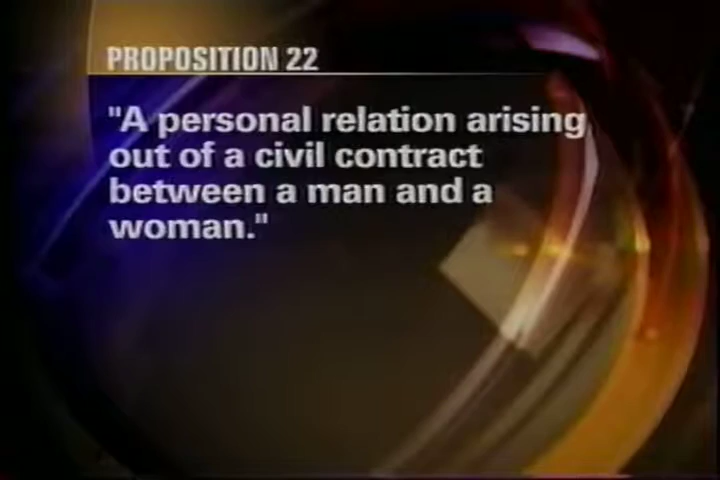 PROPOSITION 22
"A personal relation arising
out of a civil contract
between a man and a
woman."